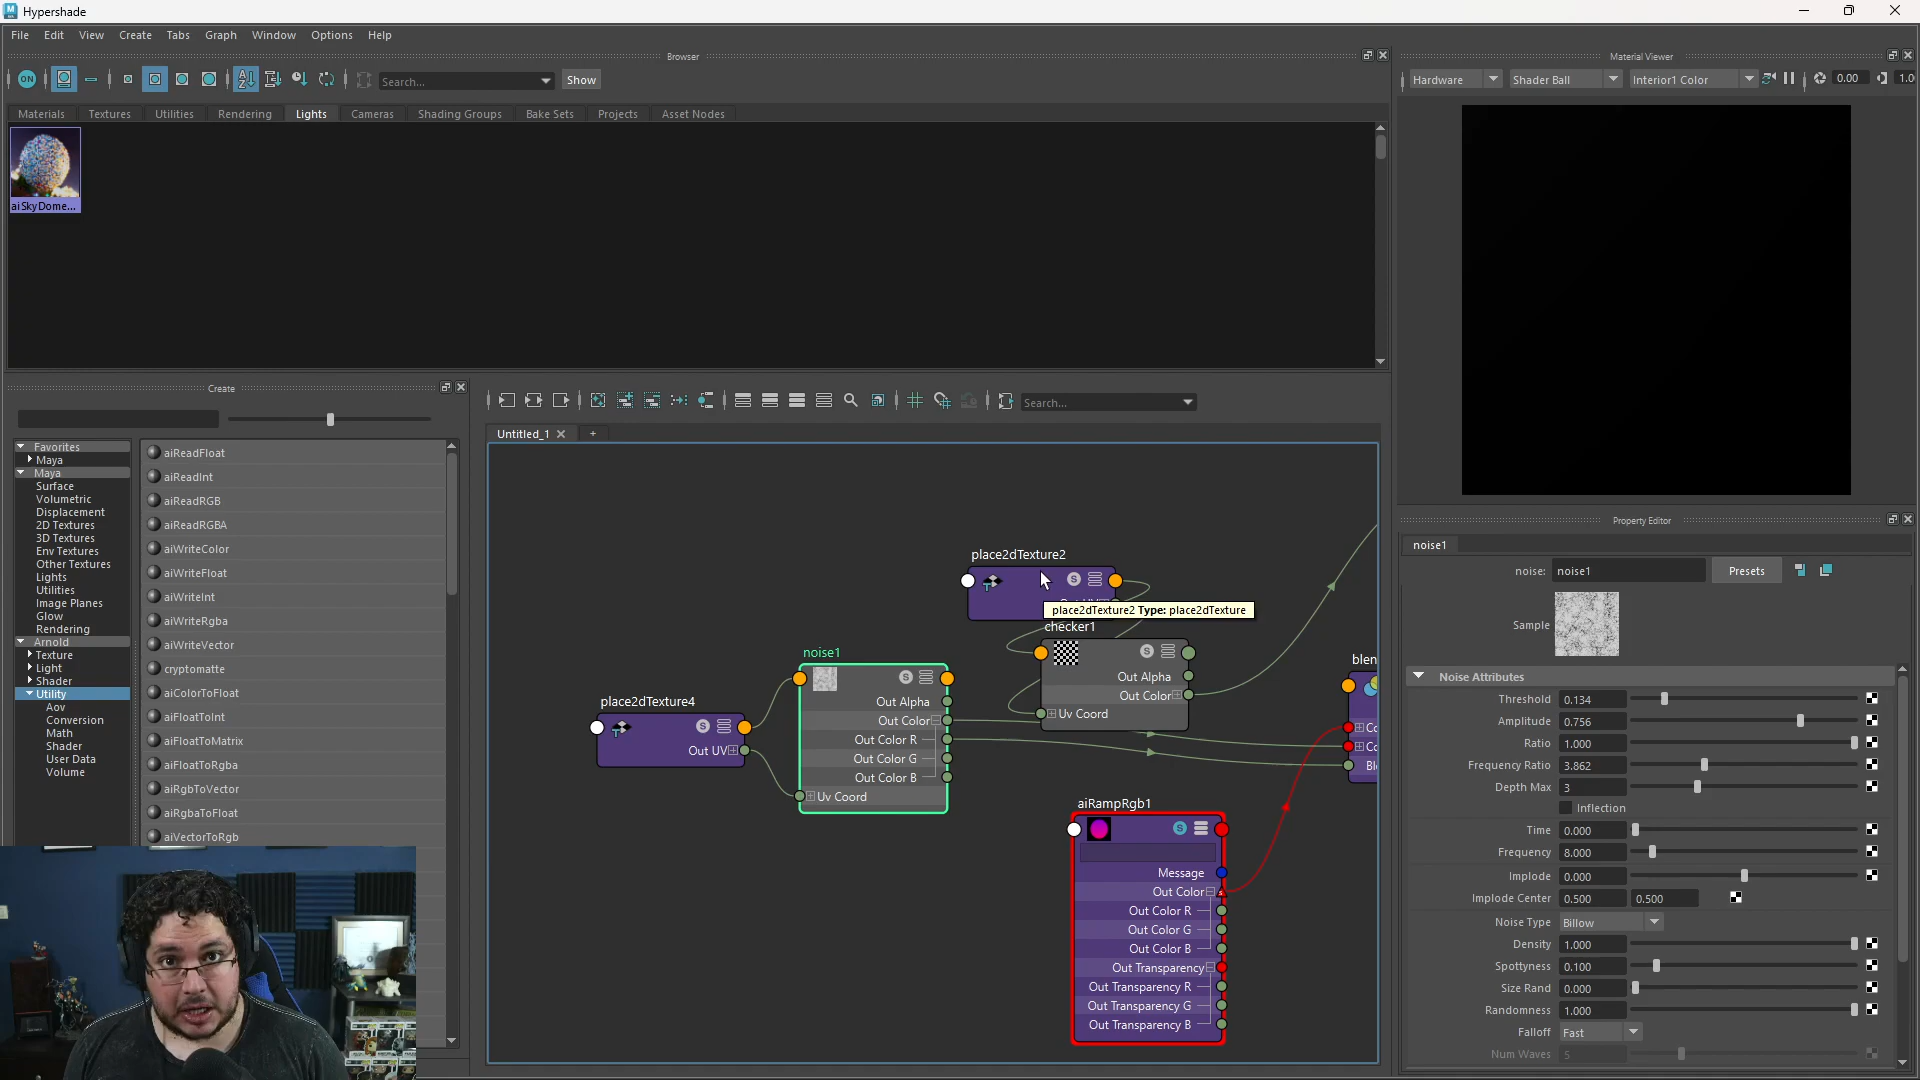 Hypershade
File Edit View Create Tabs Graph Window Options Help
Browser
Material Viewer
ON
Search...
Show
Hardware
Shader Ball
Interior1 Color
0.00
Materials Textures Utilities Rendering Lights Cameras Shading Groups Bake Sets Projects Asset Nodes
aiSkyDome...
Create
Search...
Untitled_1
+
Property Editor
noise1
noise: noise1 Presets
Sample
Favorites
Maya
Maya
Surface
Volumetric
Displacement
2D Textures
3D Textures
Env Textures
Other Textures
Lights
Utilities
Image Planes
Glow
Rendering
Arnold
Texture
Light
Shader
Utility
Aov
Conversion
Math
Shader
User Data
Volume
aiReadFloat
aiReadInt
aiReadRGB
aiReadRGBA
aiWriteColor
aiWriteFloat
aiWriteInt
aiWriteRgba
aiWriteVector
cryptomatte
aiColorToFloat
aiFloatToInt
aiFloatToMatrix
aiFloatToRgba
aiRgbToVector
aiRgbaToFloat
aiVectorToRgb
place2dTexture2
place2dTexture2 Type: place2dTexture
checker1
Out Alpha
Out Color
Uv Coord
noise1
Out Alpha
Out Color
Out Color R
Out Color G
Out Color B
Uv Coord
place2dTexture4
Out UV
blen
Co
Co
Bl
aiRampRgb1
Message
Out Color
Out Color R
Out Color G
Out Color B
Out Transparency
Out Transparency R
Out Transparency G
Out Transparency B
Noise Attributes
Threshold 0.134
Amplitude 0.756
Ratio 1.000
Frequency Ratio 3.862
Depth Max 3
Inflection
Time 0.000
Frequency 8.000
Implode 0.000
Implode Center 0.500 0.500
Noise Type Billow
Density 1.000
Spottyness 0.100
Size Rand 0.000
Randomness 1.000
Falloff Fast
Num Waves 5